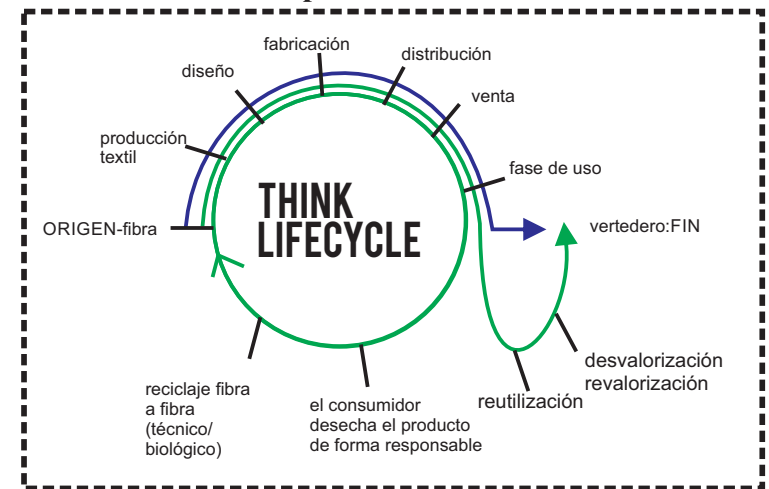 fabricación
distribución
diseño
venta
producción
textil
fase de uso
ORIGEN-fibra
THINK
LIFECYCLE
vertedero:FIN
desvalorización
revalorización
reutilización
reciclaje fibra
a fibra
(técnico/
biológico)
el consumidor
desecha el producto
de forma responsable